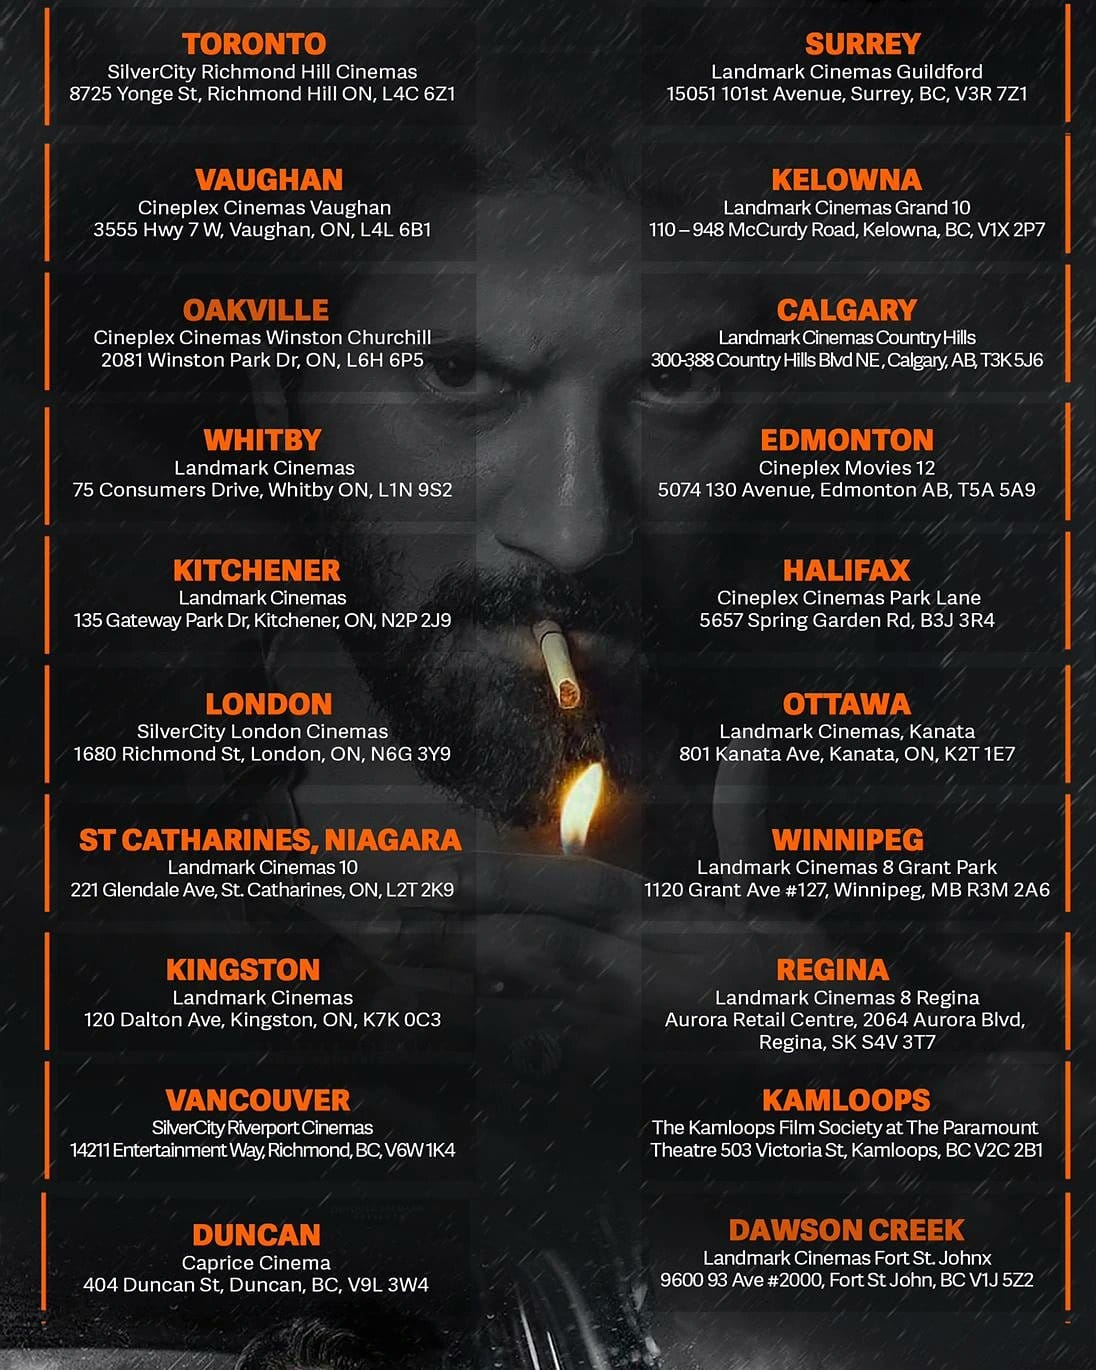 TORONTO
SilverCity Richmond Hill Cinemas
8725 Yonge St, Richmond Hill ON, L4C 6Z1
VAUGHAN
Cineplex Cinemas Vaughan
3555 Hwy 7 W, Vaughan, ON, L4L 6B1
OAKVILLE
Cineplex Cinemas Winston Churchill
2081 Winston Park Dr, ON, L6H 6P5
WHITBY
Landmark Cinemas
75 Consumers Drive, Whitby ON, L1N 9S2
KITCHENER
Landmark Cinemas
135 Gateway Park Dr, Kitchener, ON, N2P 2J9
LONDON
SilverCity London Cinemas
1680 Richmond St, London, ON, N6G 3Y9
ST CATHARINES, NIAGARA
Landmark Cinemas 10
221 Glendale Ave, St. Catharines, ON, L2T 2K9
KINGSTON
Landmark Cinemas
120 Dalton Ave, Kingston, ON, K7K 0C3
VANCOUVER
SilverCity Riverport Cinemas
14211 Entertainment Way, Richmond, BC, V6W 1K4
DUNCAN
Caprice Cinema
404 Duncan St, Duncan, BC, V9L 3W4
SURREY
Landmark Cinemas Guildford
15051 101st Avenue, Surrey, BC, V3R 7Z1
KELOWNA
Landmark Cinemas Grand 10
110 – 948 McCurdy Road, Kelowna, BC, V1X 2P7
CALGARY
Landmark Cinemas Country Hills
300-388 Country Hills Blvd NE, Calgary, AB, T3K 5J6
EDMONTON
Cineplex Movies 12
5074 130 Avenue, Edmonton AB, T5A 5A9
HALIFAX
Cineplex Cinemas Park Lane
5657 Spring Garden Rd, B3J 3R4
OTTAWA
Landmark Cinemas, Kanata
801 Kanata Ave, Kanata, ON, K2T 1E7
WINNIPEG
Landmark Cinemas 8 Grant Park
1120 Grant Ave #127, Winnipeg, MB R3M 2A6
REGINA
Landmark Cinemas 8 Regina
Aurora Retail Centre, 2064 Aurora Blvd,
Regina, SK S4V 3T7
KAMLOOPS
The Kamloops Film Society at The Paramount
Theatre 503 Victoria St, Kamloops, BC V2C 2B1
DAWSON CREEK
Landmark Cinemas Fort St. Johnx
9600 93 Ave #2000, Fort St John, BC V1J 5Z2